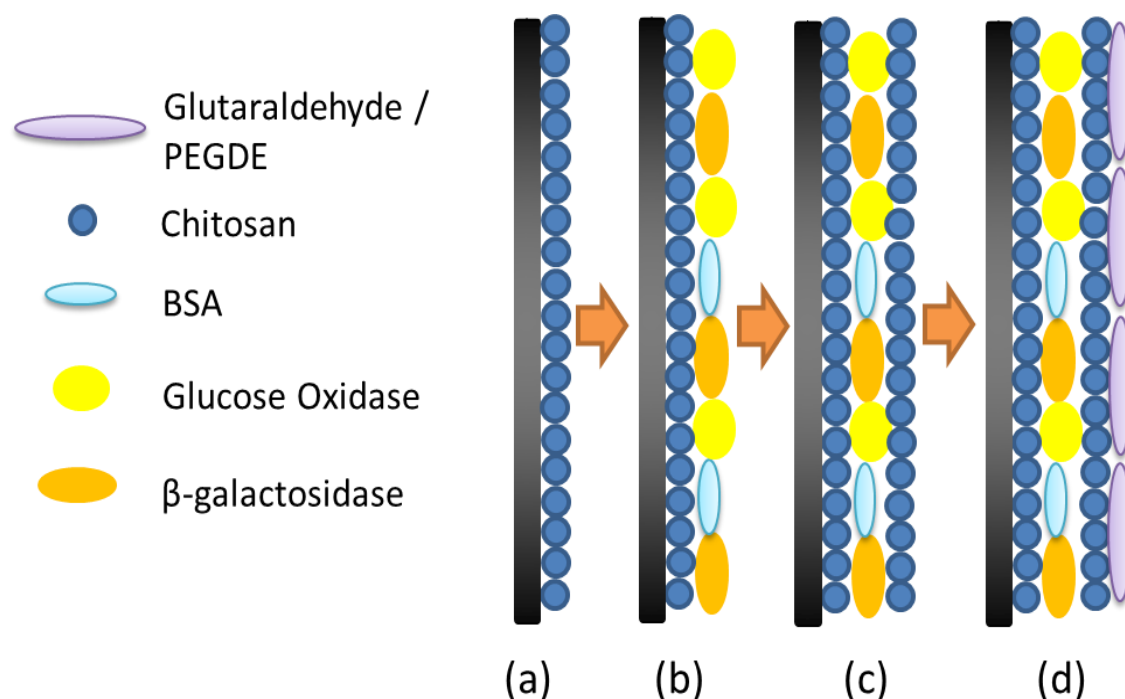 Glutaraldehyde /
PEGDE
Chitosan
BSA
Glucose Oxidase
β-galactosidase
(a) (b) (c) (d)